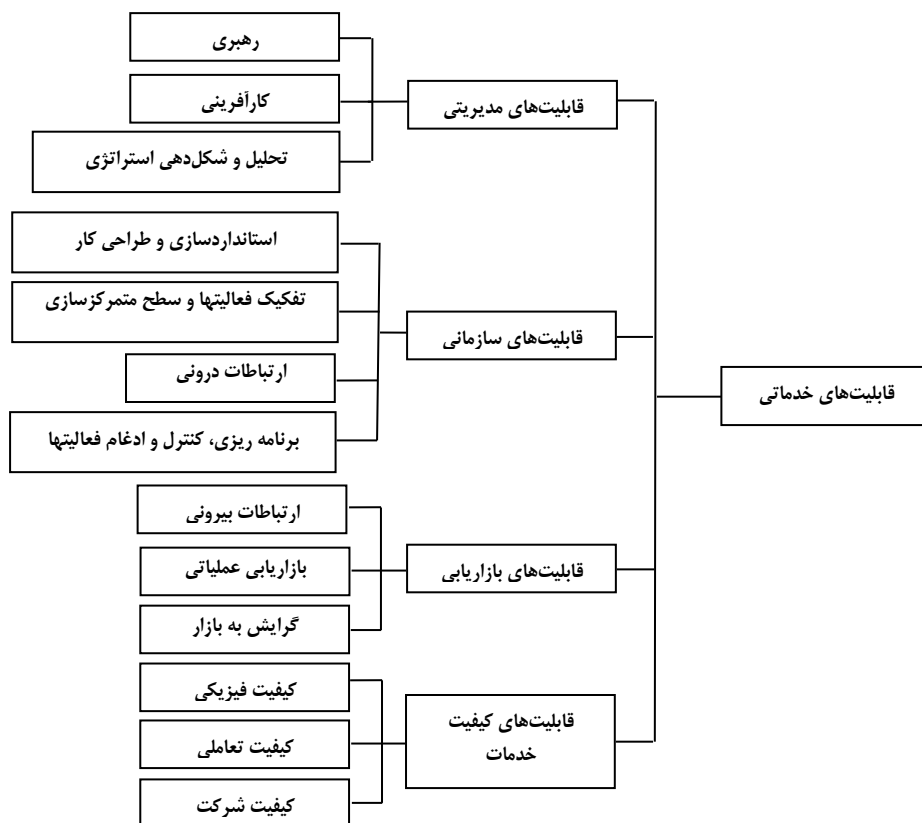 قابلیت‌های خدماتی
قابلیت‌های مدیریتی
رهبری
کارآفرینی
تحلیل و شکل‌دهی استراتژی
قابلیت‌های سازمانی
استانداردسازی و طراحی کار
تفکیک فعالیتها و سطح متمرکزسازی
ارتباطات درونی
برنامه ریزی، کنترل و ادغام فعالیتها
قابلیت‌های بازاریابی
ارتباطات بیرونی
بازاریابی عملیاتی
گرایش به بازار
قابلیت‌های کیفیت
خدمات
کیفیت فیزیکی
کیفیت تعاملی
کیفیت شرکت